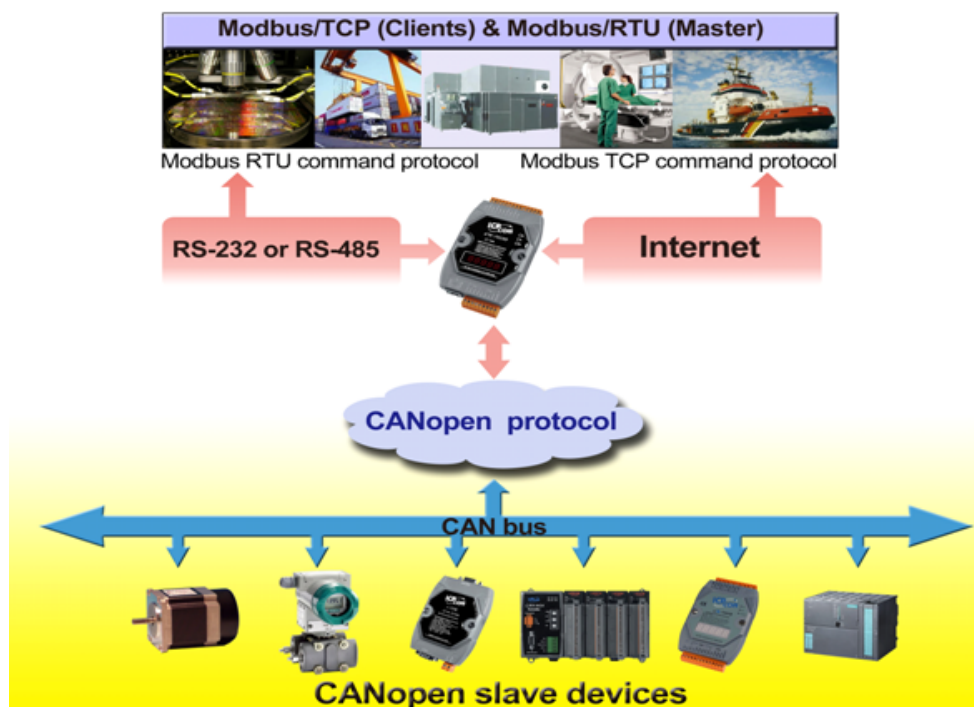 Modbus/TCP (Clients) & Modbus/RTU (Master)
Modbus RTU command protocol
Modbus TCP command protocol
RS-232 or RS-485
Internet
CANopen protocol
CAN bus
CANopen slave devices